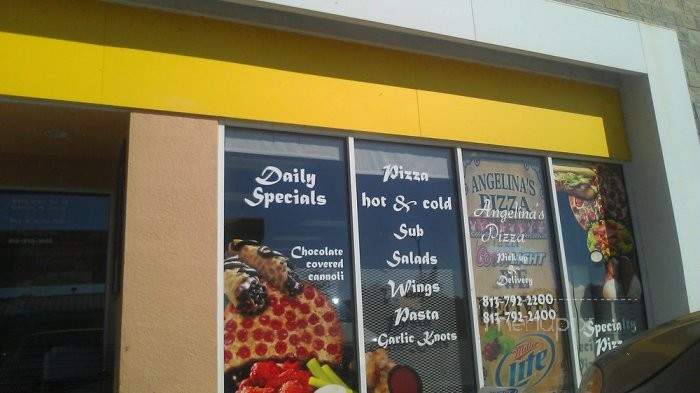 Daily
Specials
Chocolate
covered
cannoli
Pizza
hot & cold
Sub
Salads
Wings
Pasta
-Garlic Knots
ANGELINA'S
PIZZA
Angelina's
Pizza
Pick up
&
Delivery
813-792-2200
813-792-2400
Miller
Lite
Specialty
menupix